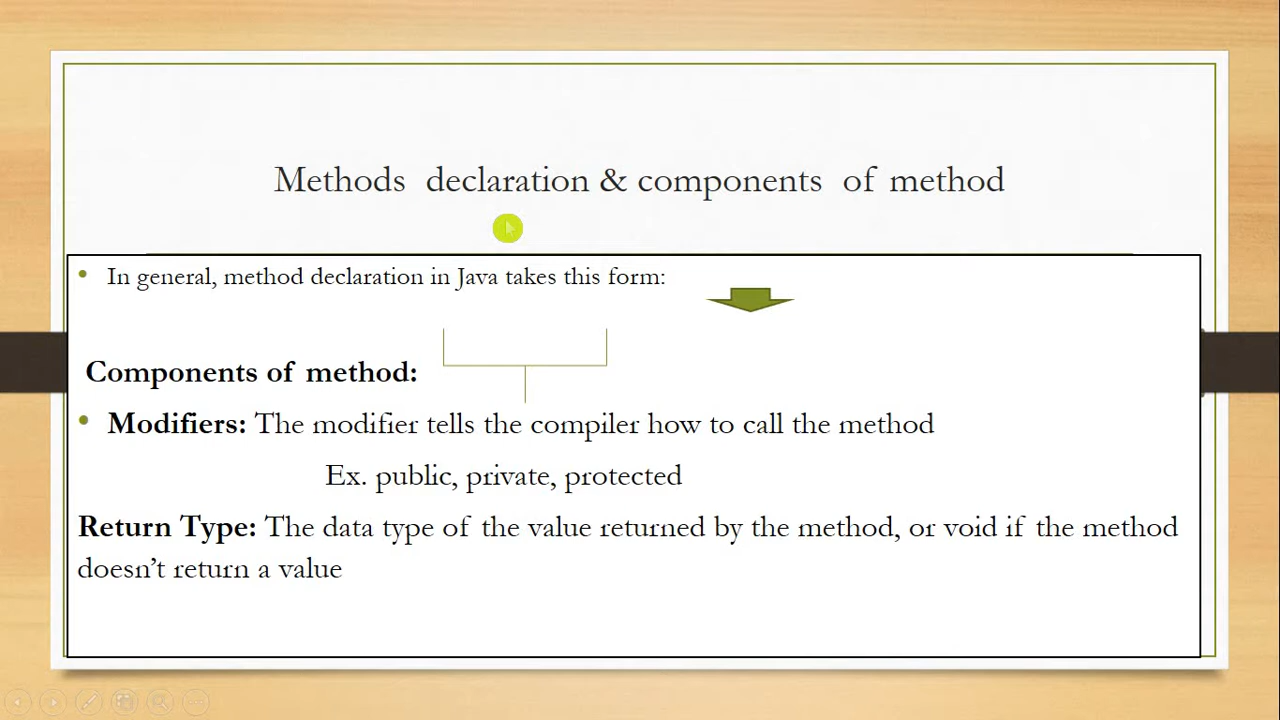 Methods declaration & components of method
• In general, method declaration in Java takes this form:
Components of method:
• Modifiers: The modifier tells the compiler how to call the method
Ex. public, private, protected
Return Type: The data type of the value returned by the method, or void if the method
doesn’t return a value